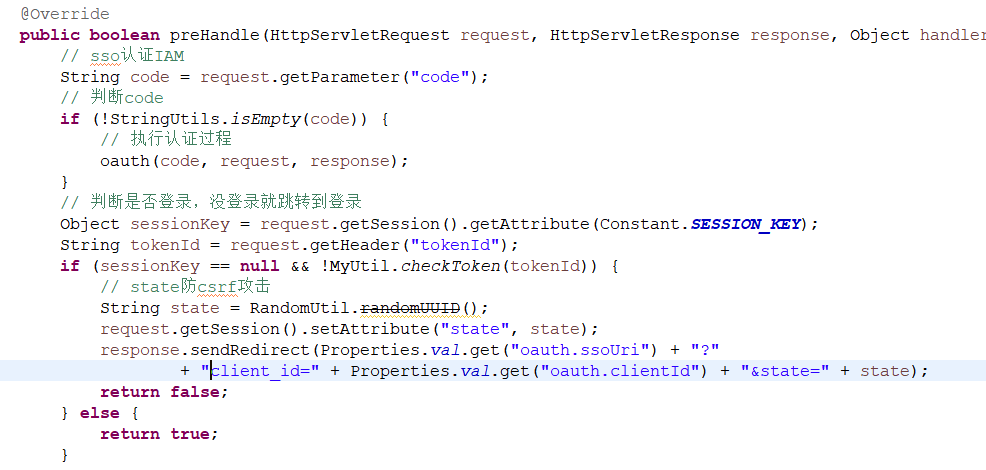 @Override
public boolean preHandle(HttpServletRequest request, HttpServletResponse response, Object handler
// sso认证IAM
String code = request.getParameter("code");
// 判断code
if (!StringUtils.isEmpty(code)) {
// 执行认证过程
oauth(code, request, response);
}
// 判断是否登录，没登录就跳转到登录
Object sessionKey = request.getSession().getAttribute(Constant.SESSION_KEY);
String tokenId = request.getHeader("tokenId");
if (sessionKey == null && !MyUtil.checkToken(tokenId)) {
// state防csrf攻击
String state = RandomUtil.randomUUID();
request.getSession().setAttribute("state", state);
response.sendRedirect(Properties.val.get("oauth.ssoUri") + "?"
+ "client_id=" + Properties.val.get("oauth.clientId") + "&state=" + state);
return false;
} else {
return true;
}